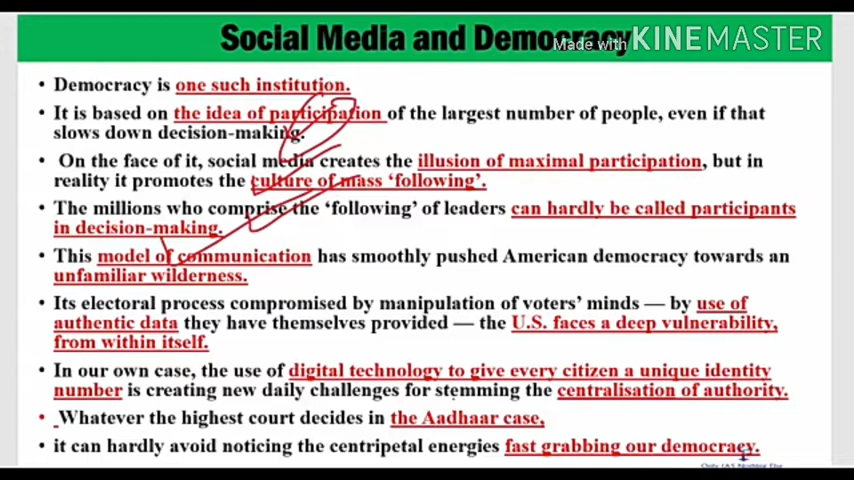 Social Media and Democracy
Made with KINEMASTER
• Democracy is one such institution.
• It is based on the idea of participation of the largest number of people, even if that
slows down decision-making.
• On the face of it, social media creates the illusion of maximal participation, but in
reality it promotes the culture of mass ‘following’.
• The millions who comprise the ‘following’ of leaders can hardly be called participants
in decision-making.
• This model of communication has smoothly pushed American democracy towards an
unfamiliar wilderness.
• Its electoral process compromised by manipulation of voters’ minds — by use of
authentic data they have themselves provided — the U.S. faces a deep vulnerability,
from within itself.
• In our own case, the use of digital technology to give every citizen a unique identity
number is creating new daily challenges for stemming the centralisation of authority.
• Whatever the highest court decides in the Aadhaar case,
• it can hardly avoid noticing the centripetal energies fast grabbing our democracy.